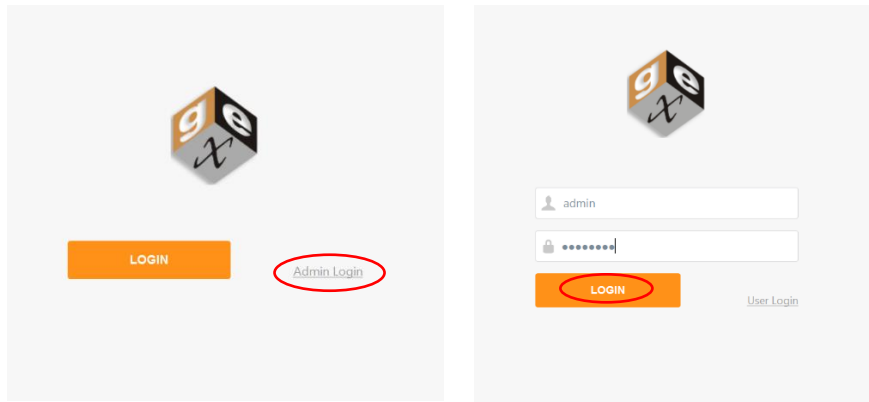 g e x
LOGIN
Admin Login
g e x
admin
••••••••
LOGIN
User Login